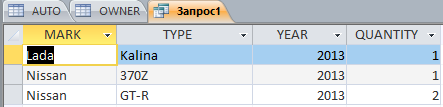 AUTO OWNER Запрос1
MARK TYPE YEAR QUANTITY
Lada Kalina 2013 1
Nissan 370Z 2013 1
Nissan GT-R 2013 2